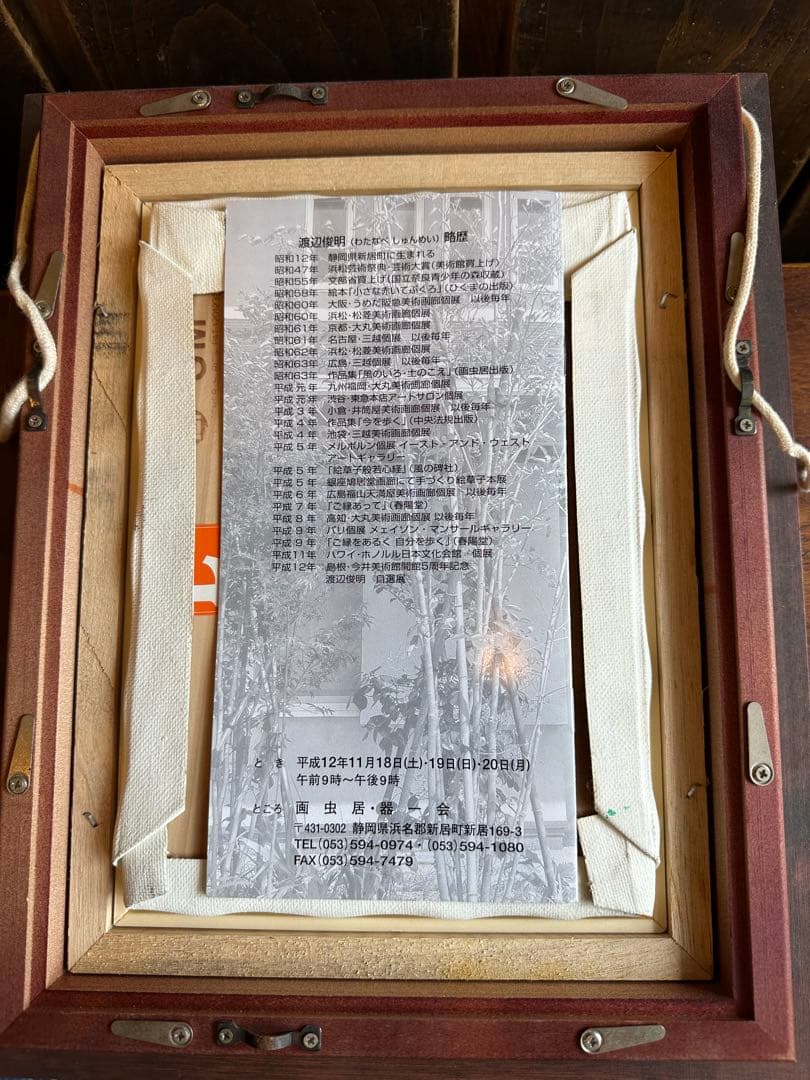 渡辺俊明（わたなべ しゅんめい）略歴
昭和12年 静岡県新居町に生まれる
昭和47年 浜松芸術祭典・芸術大賞（美術館買上げ）
昭和55年 文部省買上げ（国立奈良青少年の森収蔵）
昭和58年 絵本「小さな赤いてぶくろ」（ひくまの出版）
昭和60年 大阪・うめだ阪急美術画廊個展 以後毎年
昭和60年 浜松・松菱美術画廊個展
昭和61年 京都・大丸美術画廊個展
昭和61年 名古屋・三越個展 以後毎年
昭和62年 浜松・松菱美術画廊個展
昭和63年 広島・三越個展 以後毎年
昭和63年 作品集「風のいろ・土のこえ」（画虫居出版）
平成元年 九州福岡・大丸美術画廊個展
平成元年 渋谷・東急本店アートサロン個展
平成3年 小倉・井筒屋美術画廊個展 以後毎年
平成4年 作品集「今を歩く」（中央法規出版）
平成4年 池袋・三越美術画廊個展
平成5年 メルボルン個展 イースト・アンド・ウェスト
アートギャラリー
平成5年 「絵草子般若心経」（風の碑社）
平成5年 銀座鳩居堂画廊にて手づくり絵草子本展
平成6年 広島福山天満屋美術画廊個展 以後毎年
平成7年 「ご縁あって」（春陽堂）
平成8年 高知・大丸美術画廊個展 以後毎年
平成9年 パリ個展 メェイソン・マンサールギャラリー
平成9年 「ご縁をあるく 自分を歩く」（春陽堂）
平成11年 ハワイ・ホノルル日本文化会館 個展
平成12年 島根・今井美術館開館5周年記念
渡辺俊明 自選展
とき 平成12年11月18日(土)・19日(日)・20日(月)
午前9時～午後9時
ところ 画虫居・器一会
〒431-0302 静岡県浜名郡新居町新居169-3
TEL(053)594-0974・(053)594-1080
FAX(053)594-7479